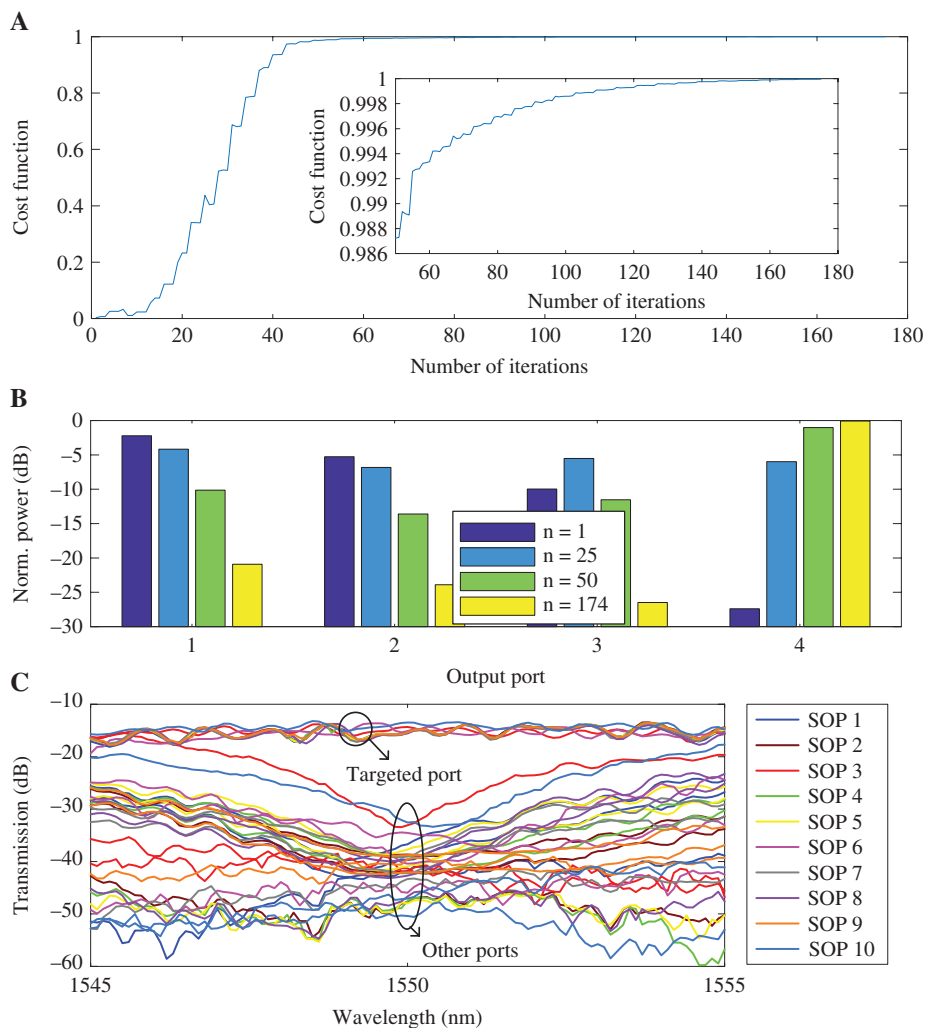 A
1
0.8
0.6
0.4
0.2
0
Cost function
0 20 40 60 80 100 120 140 160 180
Number of iterations
1
0.998
0.996
0.994
0.992
0.99
0.988
0.986
Cost function
60 80 100 120 140 160 180
Number of iterations
B
0
−5
−10
−15
−20
−25
−30
Norm. power (dB)
n = 1
n = 25
n = 50
n = 174
1 2 3 4
Output port
C
−10
−20
−30
−40
−50
−60
Transmission (dB)
Targeted port
Other ports
1545 1550 1555
Wavelength (nm)
SOP 1
SOP 2
SOP 3
SOP 4
SOP 5
SOP 6
SOP 7
SOP 8
SOP 9
SOP 10